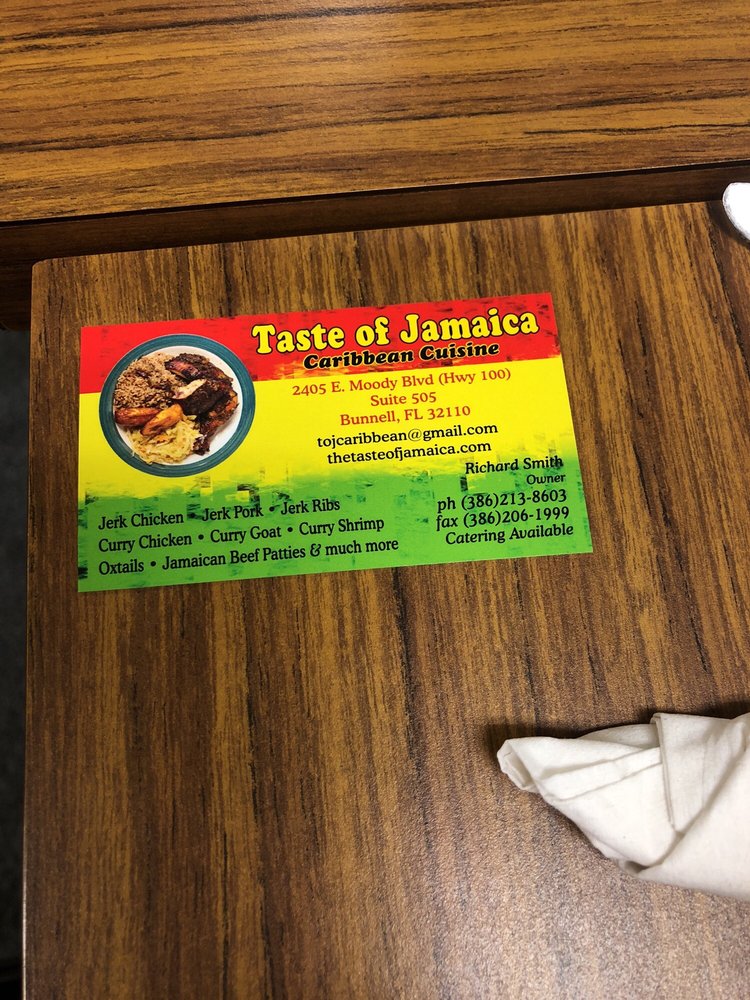 Taste of Jamaica
Caribbean Cuisine
2405 E. Moody Blvd (Hwy 100)
Suite 505
Bunnell, FL 32110
tojcaribbean@gmail.com
thetasteofjamaica.com
Richard Smith
Owner
ph (386)213-8603
fax (386)206-1999
Catering Available
Jerk Chicken • Jerk Pork • Jerk Ribs
Curry Chicken • Curry Goat • Curry Shrimp
Oxtails • Jamaican Beef Patties & much more